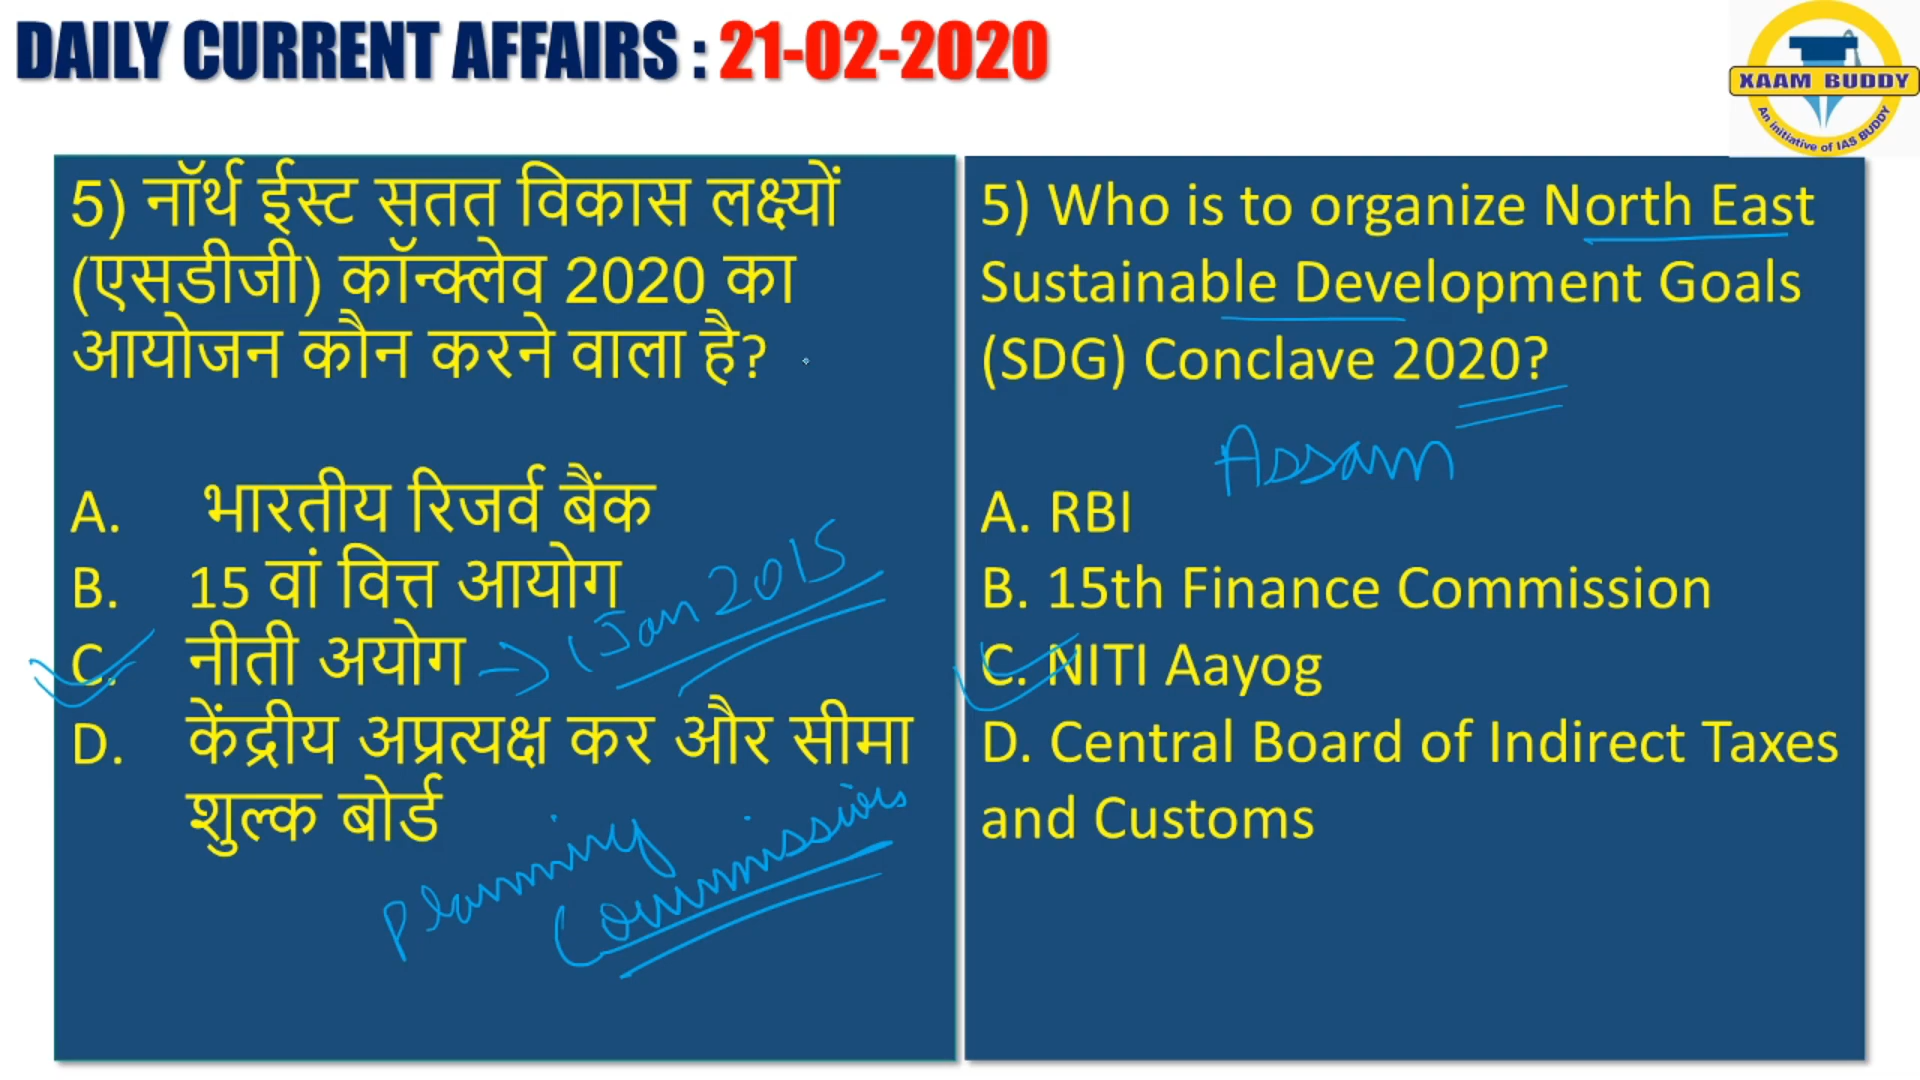 DAILY CURRENT AFFAIRS : 21-02-2020
XAAM BUDDY
An initiative of IAS BUDDY
5) नॉर्थ ईस्ट सतत विकास लक्ष्यों
(एसडीजी) कॉन्क्लेव 2020 का
आयोजन कौन करने वाला है?
A. भारतीय रिजर्व बैंक
B. 15 वां वित्त आयोग
C. नीती अयोग → 1 Jan 2015
D. केंद्रीय अप्रत्यक्ष कर और सीमा
शुल्क बोर्ड
Planning
Commission
5) Who is to organize North East
Sustainable Development Goals
(SDG) Conclave 2020?
Assam
A. RBI
B. 15th Finance Commission
C. NITI Aayog
D. Central Board of Indirect Taxes
and Customs